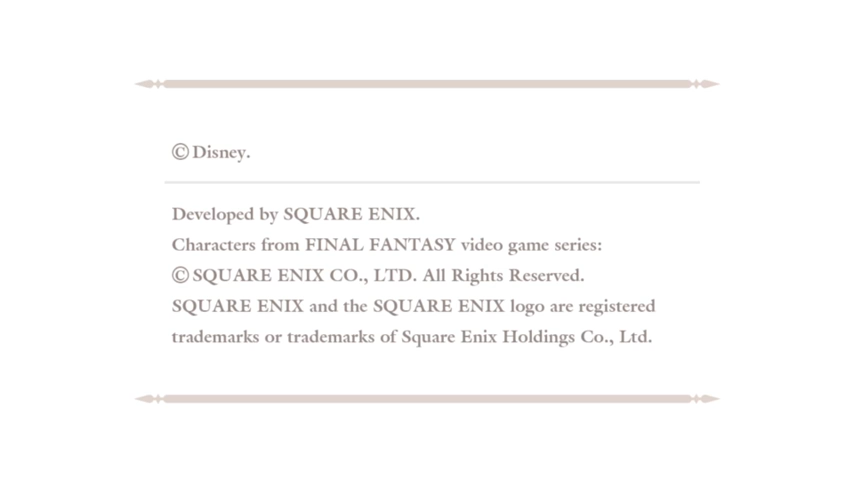 © Disney.
Developed by SQUARE ENIX.
Characters from FINAL FANTASY video game series:
© SQUARE ENIX CO., LTD. All Rights Reserved.
SQUARE ENIX and the SQUARE ENIX logo are registered
trademarks or trademarks of Square Enix Holdings Co., Ltd.